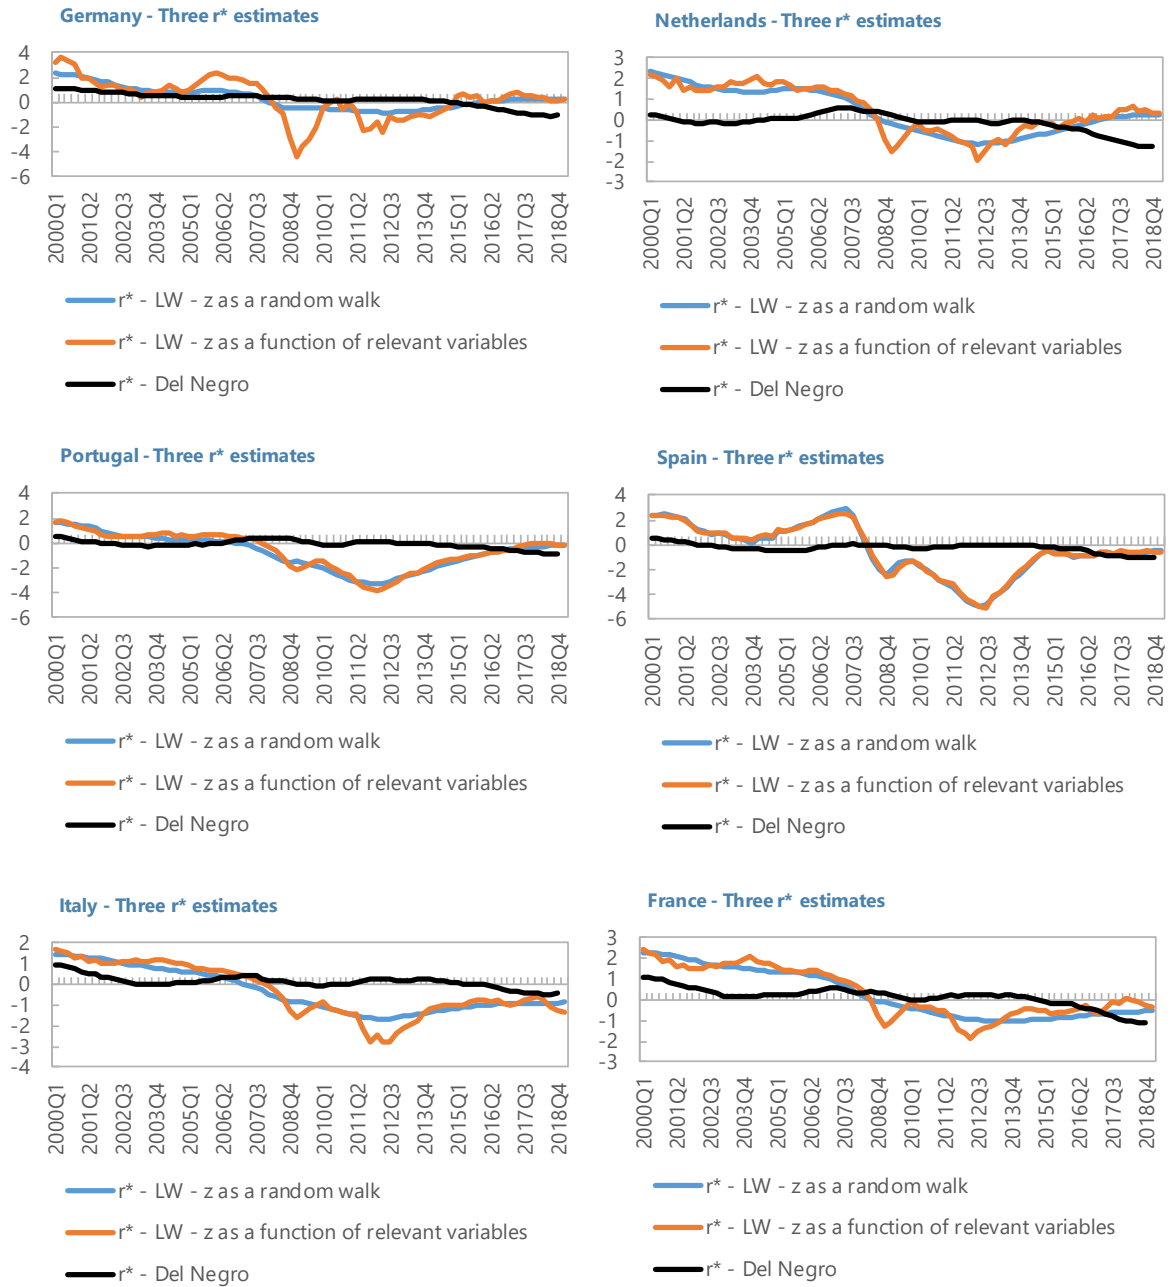 Germany - Three r* estimates
4
2
0
-2
-4
-6
2000Q1
2001Q2
2002Q3
2003Q4
2005Q1
2006Q2
2007Q3
2008Q4
2010Q1
2011Q2
2012Q3
2013Q4
2015Q1
2016Q2
2017Q3
2018Q4
r* - LW - z as a random walk
r* - LW - z as a function of relevant variables
r* - Del Negro
Netherlands - Three r* estimates
3
2
1
0
-1
-2
-3
2000Q1
2001Q2
2002Q3
2003Q4
2005Q1
2006Q2
2007Q3
2008Q4
2010Q1
2011Q2
2012Q3
2013Q4
2015Q1
2016Q2
2017Q3
2018Q4
r* - LW - z as a random walk
r* - LW - z as a function of relevant variables
r* - Del Negro
Portugal - Three r* estimates
4
2
0
-2
-4
-6
2000Q1
2001Q2
2002Q3
2003Q4
2005Q1
2006Q2
2007Q3
2008Q4
2010Q1
2011Q2
2012Q3
2013Q4
2015Q1
2016Q2
2017Q3
2018Q4
r* - LW - z as a random walk
r* - LW - z as a function of relevant variables
r* - Del Negro
Spain - Three r* estimates
4
2
0
-2
-4
-6
2000Q1
2001Q2
2002Q3
2003Q4
2005Q1
2006Q2
2007Q3
2008Q4
2010Q1
2011Q2
2012Q3
2013Q4
2015Q1
2016Q2
2017Q3
2018Q4
r* - LW - z as a random walk
r* - LW - z as a function of relevant variables
r* - Del Negro
Italy - Three r* estimates
2
1
0
-1
-2
-3
-4
2000Q1
2001Q2
2002Q3
2003Q4
2005Q1
2006Q2
2007Q3
2008Q4
2010Q1
2011Q2
2012Q3
2013Q4
2015Q1
2016Q2
2017Q3
2018Q4
r* - LW - z as a random walk
r* - LW - z as a function of relevant variables
r* - Del Negro
France - Three r* estimates
3
2
1
0
-1
-2
-3
2000Q1
2001Q2
2002Q3
2003Q4
2005Q1
2006Q2
2007Q3
2008Q4
2010Q1
2011Q2
2012Q3
2013Q4
2015Q1
2016Q2
2017Q3
2018Q4
r* - LW - z as a random walk
r* - LW - z as a function of relevant variables
r* - Del Negro